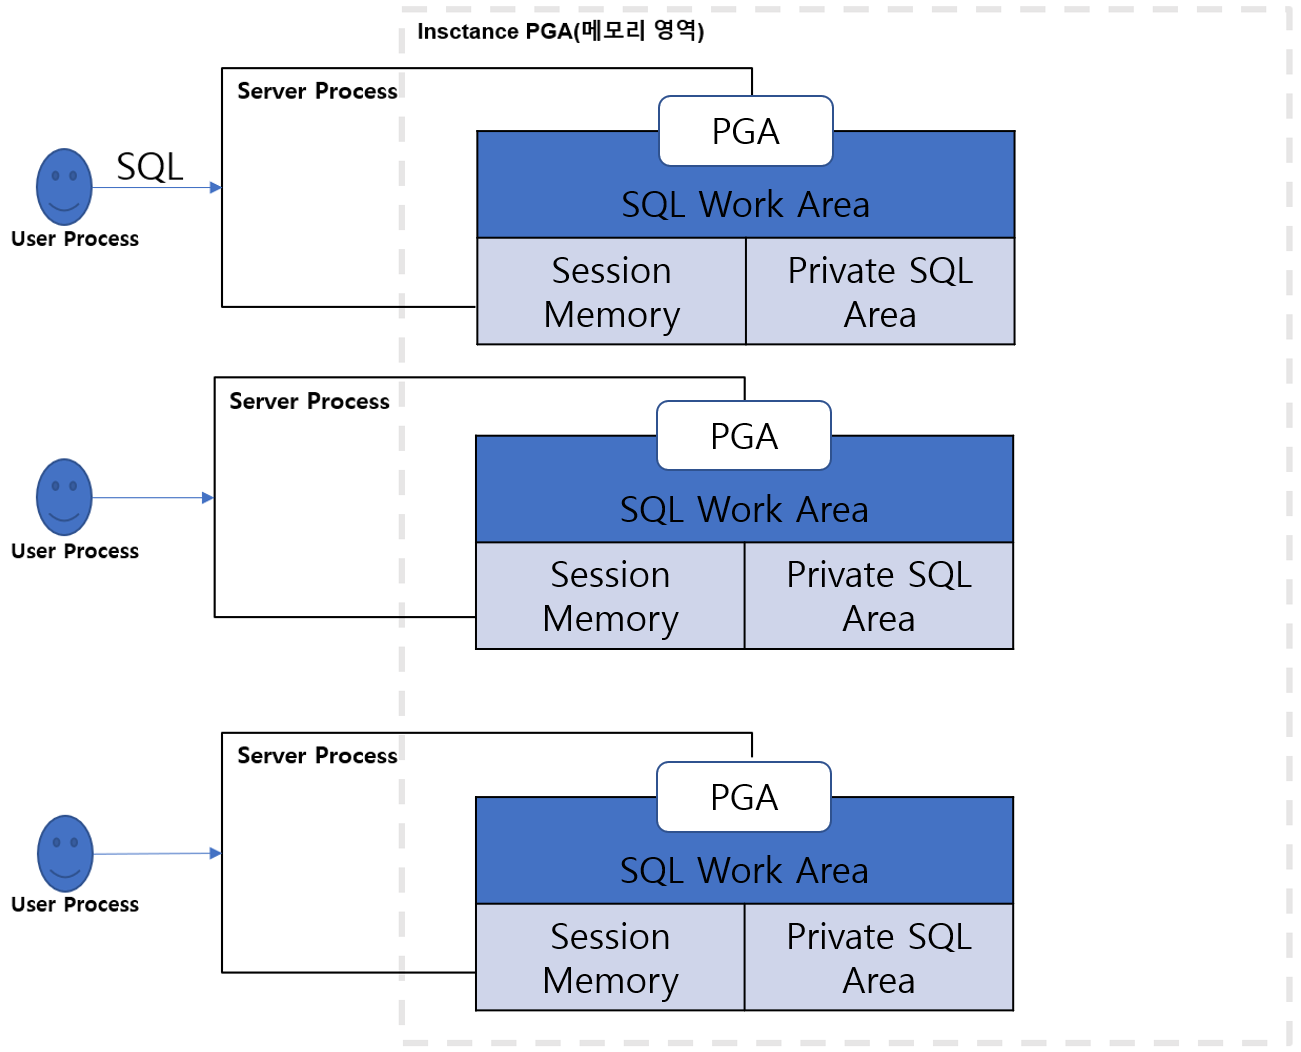 Insctance PGA(메모리 영역)
Server Process
PGA
SQL
SQL Work Area
User Process
Session
Memory
Private SQL
Area
Server Process
PGA
SQL Work Area
User Process
Session
Memory
Private SQL
Area
Server Process
PGA
SQL Work Area
User Process
Session
Memory
Private SQL
Area